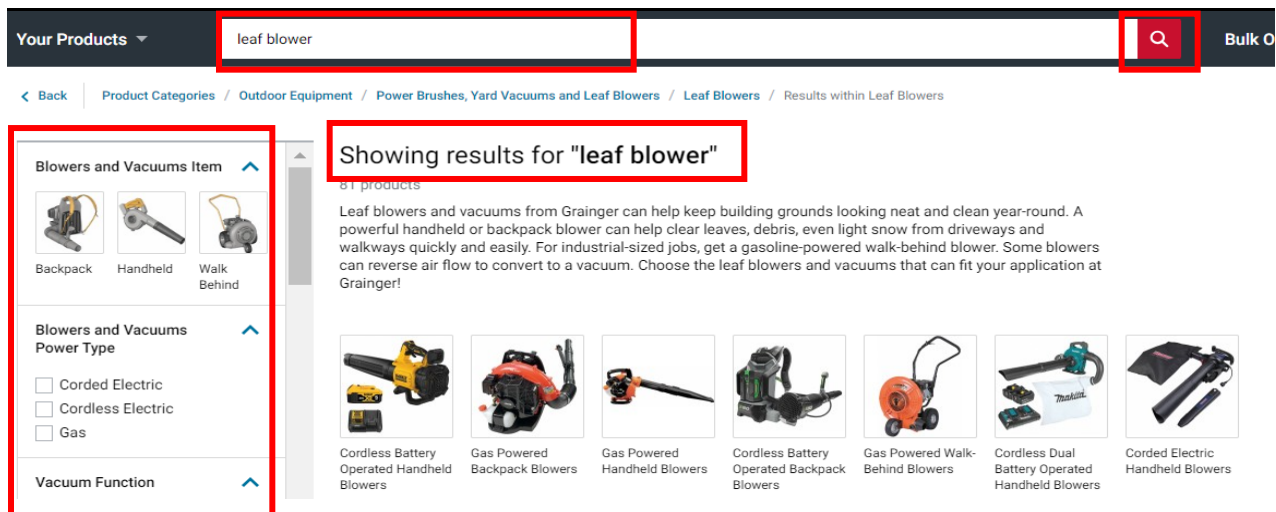 Your Products
leaf blower
Bulk O
Back
Product Categories / Outdoor Equipment / Power Brushes, Yard Vacuums and Leaf Blowers / Leaf Blowers / Results within Leaf Blowers
Blowers and Vacuums Item
Backpack
Handheld
Walk
Behind
Blowers and Vacuums
Power Type
Corded Electric
Cordless Electric
Gas
Vacuum Function
Showing results for "leaf blower"
81 products
Leaf blowers and vacuums from Grainger can help keep building grounds looking neat and clean year-round. A
powerful handheld or backpack blower can help clear leaves, debris, even light snow from driveways and
walkways quickly and easily. For industrial-sized jobs, get a gasoline-powered walk-behind blower. Some blowers
can reverse air flow to convert to a vacuum. Choose the leaf blowers and vacuums that can fit your application at
Grainger!
Makita
Cordless Battery
Operated Handheld
Blowers
Gas Powered
Backpack Blowers
Gas Powered
Handheld Blowers
Cordless Battery
Operated Backpack
Blowers
Gas Powered Walk-
Behind Blowers
Cordless Dual
Battery Operated
Handheld Blowers
Corded Electric
Handheld Blowers